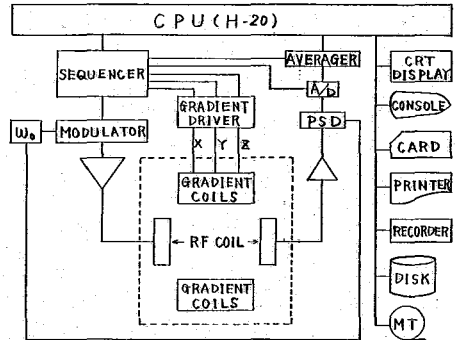 CPU(H-20)
SEQUENCER
AVERAGER
A/D
CRT
DISPLAY
GRADIENT
DRIVER
CONSOLE
ω₀
MODULATOR
PSD
X Y Z
CARD
GRADIENT
COILS
PRINTER
RF COIL
RECORDER
GRADIENT
COILS
DISK
MT